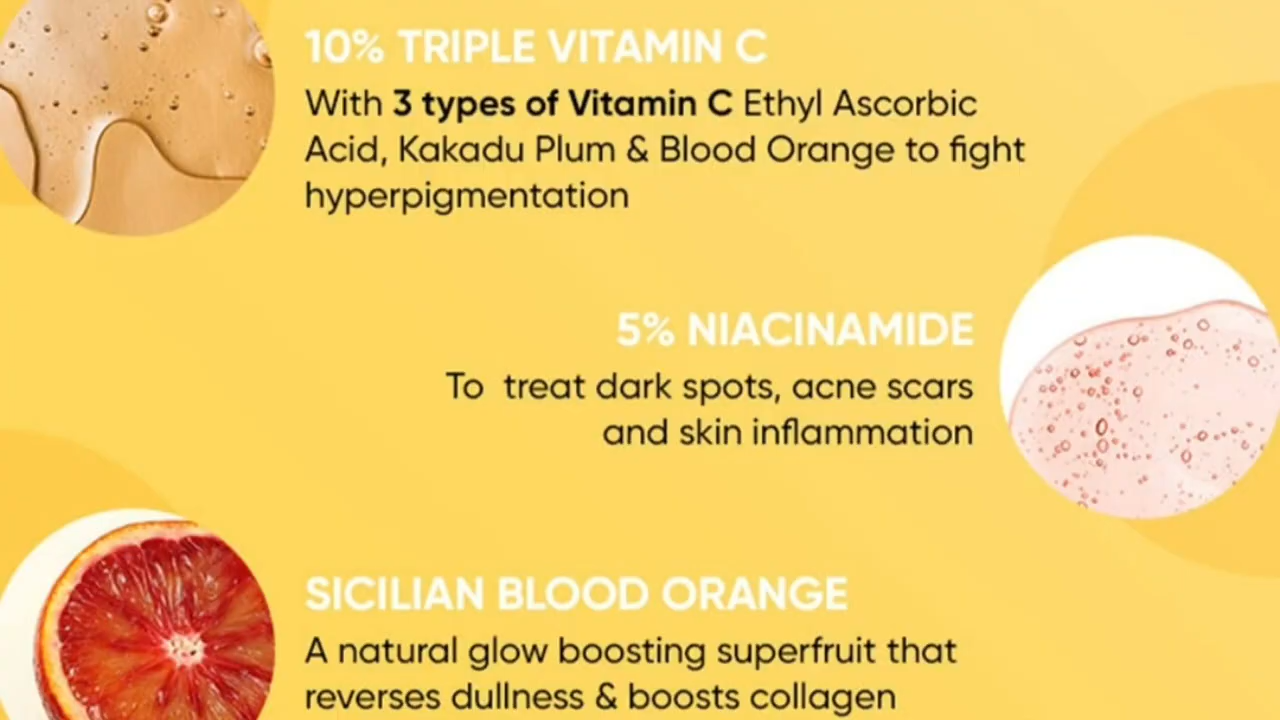 10% TRIPLE VITAMIN C
With 3 types of Vitamin C Ethyl Ascorbic
Acid, Kakadu Plum & Blood Orange to fight
hyperpigmentation
5% NIACINAMIDE
To treat dark spots, acne scars
and skin inflammation
SICILIAN BLOOD ORANGE
A natural glow boosting superfruit that
reverses dullness & boosts collagen